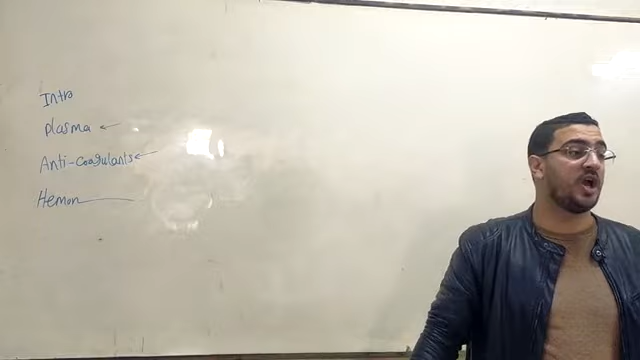 Intro
plasma ←
Anti-coagulants ←
Hemon